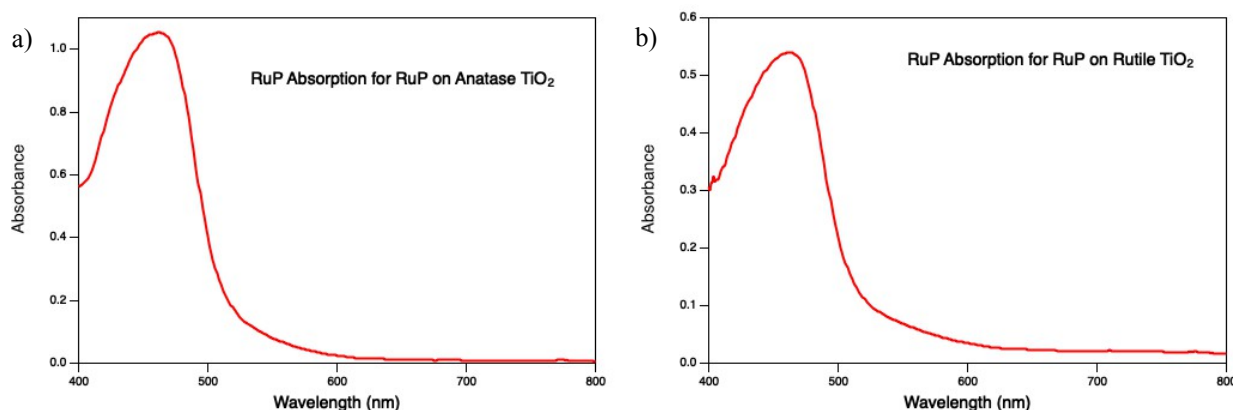 a)
RuP Absorption for RuP on Anatase TiO₂
Absorbance
1.0
0.8
0.6
0.4
0.2
0.0
400
500
600
700
800
Wavelength (nm)
b)
RuP Absorption for RuP on Rutile TiO₂
Absorbance
0.6
0.5
0.4
0.3
0.2
0.1
0.0
400
500
600
700
800
Wavelength (nm)